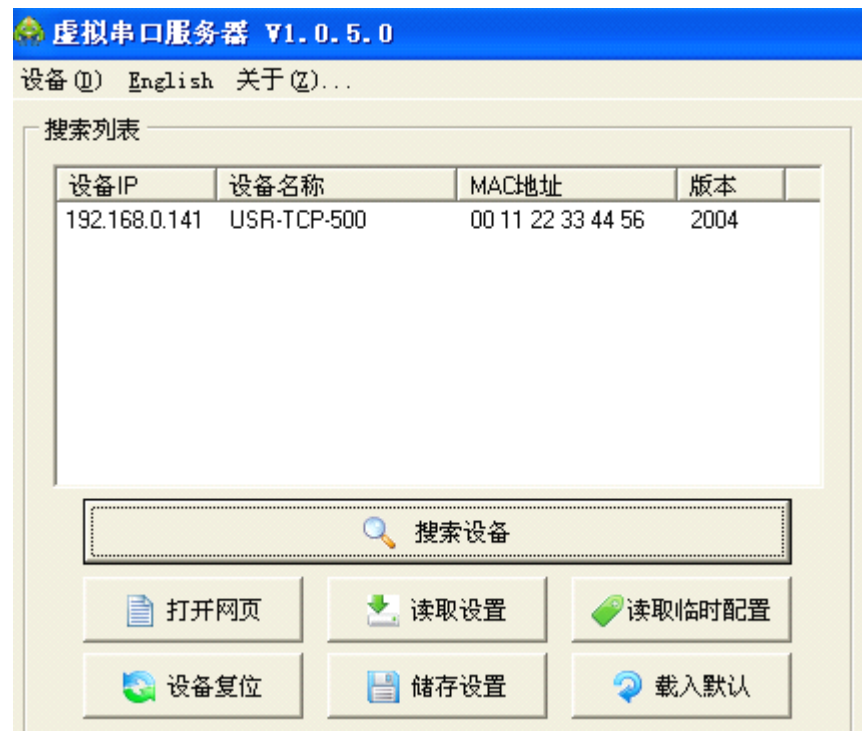 虚拟串口服务器 V1.0.5.0
设备(D) English 关于(Z)...
搜索列表
设备IP 设备名称 MAC地址 版本
192.168.0.141 USR-TCP-500 00 11 22 33 44 56 2004
搜索设备
打开网页 读取设置 读取临时配置
设备复位 储存设置 载入默认